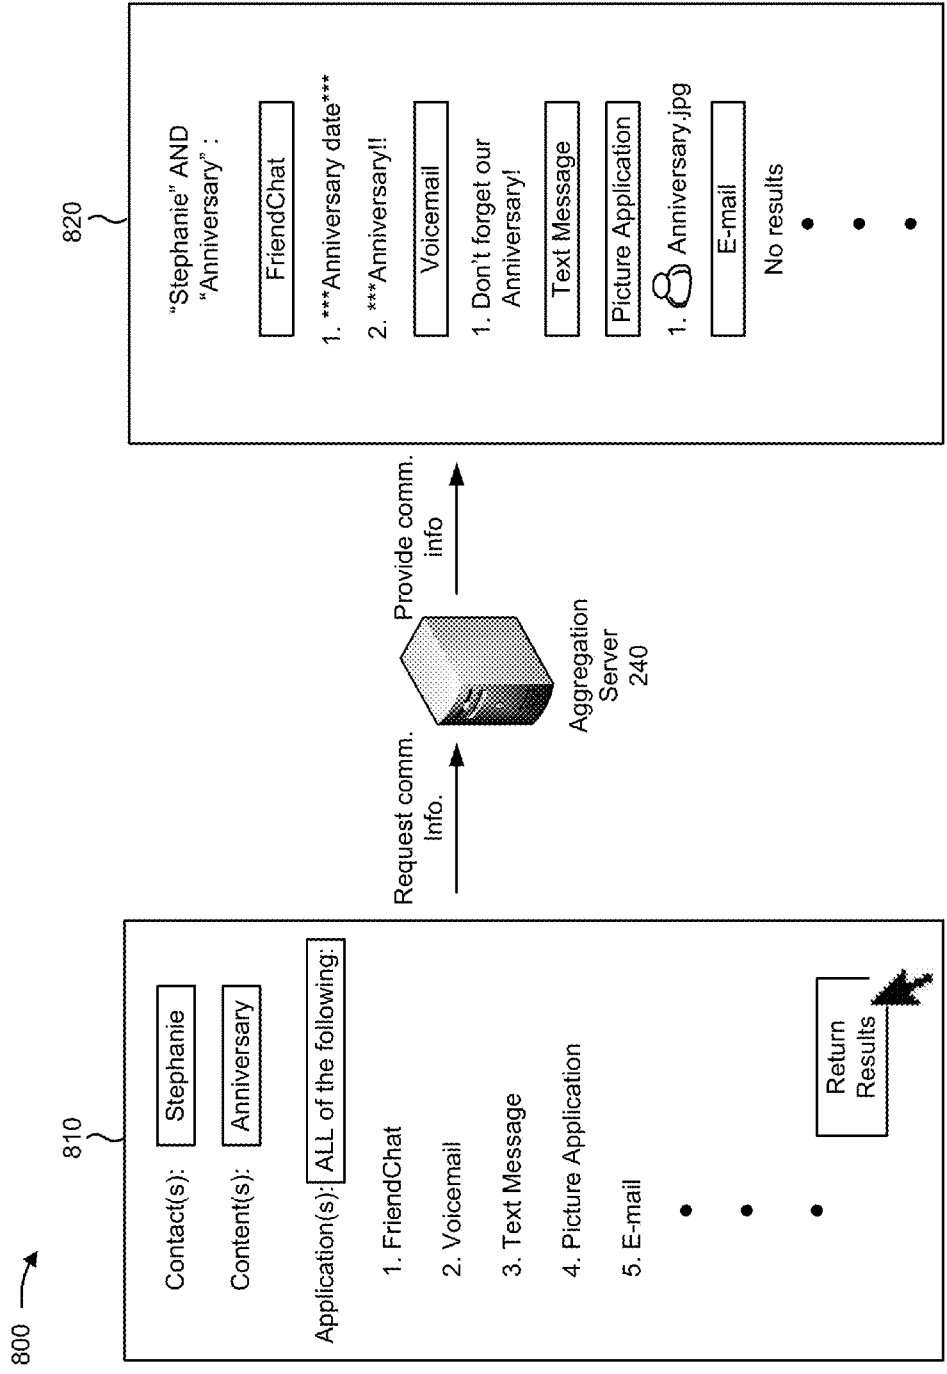 800
810
Contact(s): Stephanie
Content(s): Anniversary
Application(s): ALL of the following:
1. FriendChat
2. Voicemail
3. Text Message
4. Picture Application
5. E-mail
Return
Results
Request comm.
Info.
Aggregation
Server
240
Provide comm.
info
820
“Stephanie” AND
“Anniversary” :
FriendChat
1. ***Anniversary date***
2. ***Anniversary!!
Voicemail
1. Don't forget our
Anniversary!
Text Message
Picture Application
1. Anniversary.jpg
E-mail
No results